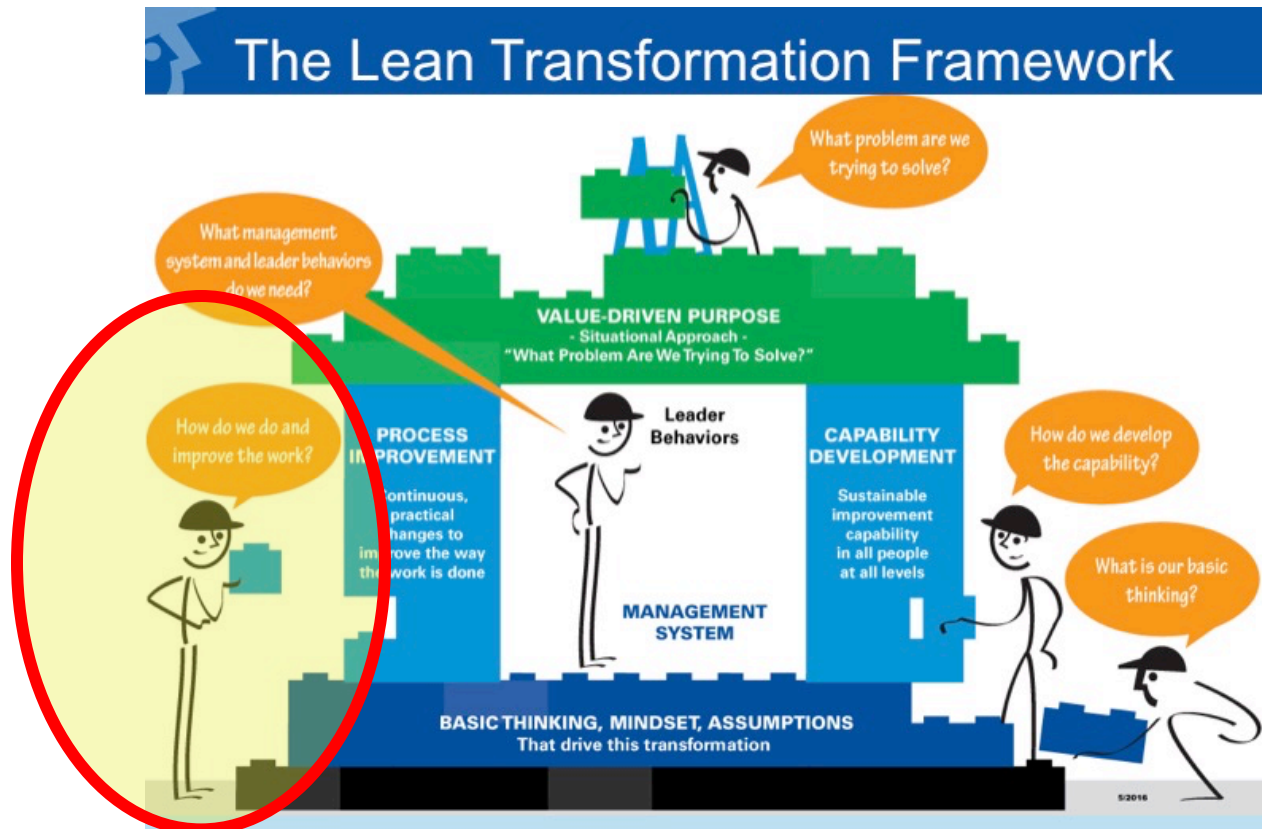 The Lean Transformation Framework
What problem are we
trying to solve?
What management
system and leader behaviors
do we need?
VALUE-DRIVEN PURPOSE
- Situational Approach -
"What Problem Are We Trying To Solve?"
How do we do and
improve the work?
PROCESS
IMPROVEMENT
Continuous,
practical
changes to
improve the way
the work is done
Leader
Behaviors
MANAGEMENT
SYSTEM
CAPABILITY
DEVELOPMENT
Sustainable
improvement
capability
in all people
at all levels
How do we develop
the capability?
What is our basic
thinking?
BASIC THINKING, MINDSET, ASSUMPTIONS
That drive this transformation
5/2016